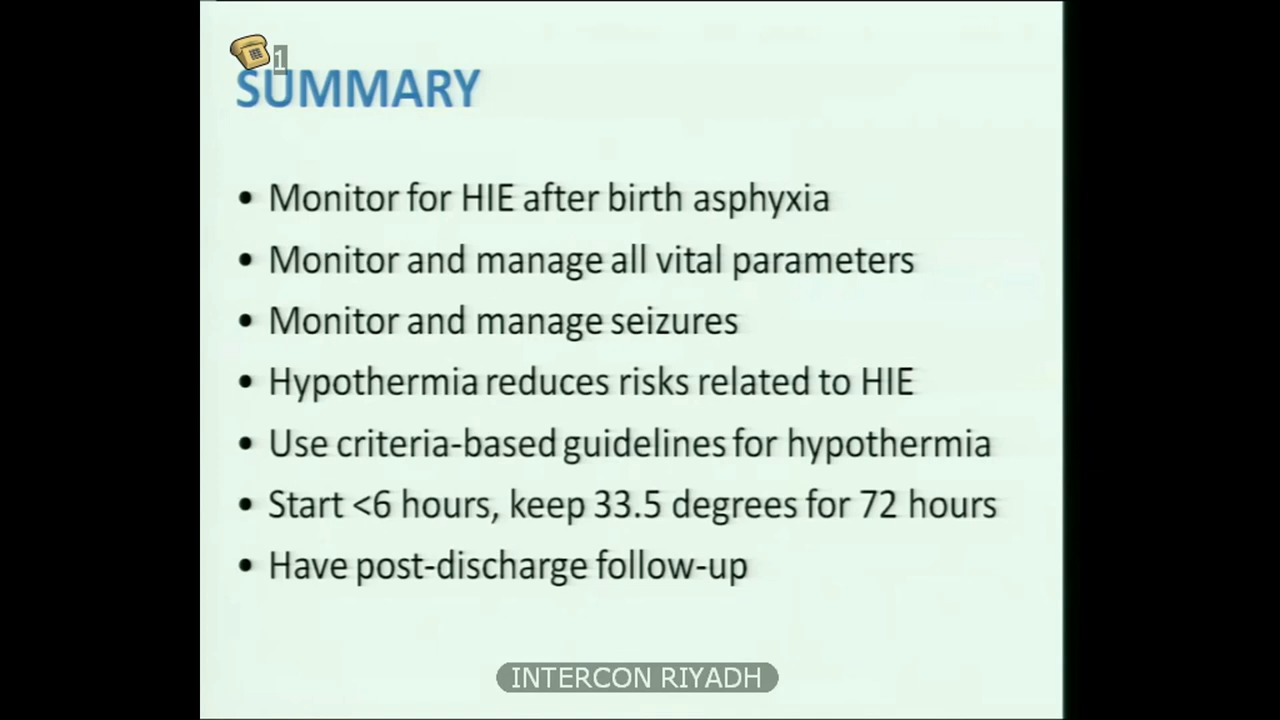 1
SUMMARY
• Monitor for HIE after birth asphyxia
• Monitor and manage all vital parameters
• Monitor and manage seizures
• Hypothermia reduces risks related to HIE
• Use criteria-based guidelines for hypothermia
• Start <6 hours, keep 33.5 degrees for 72 hours
• Have post-discharge follow-up
INTERCON RIYADH